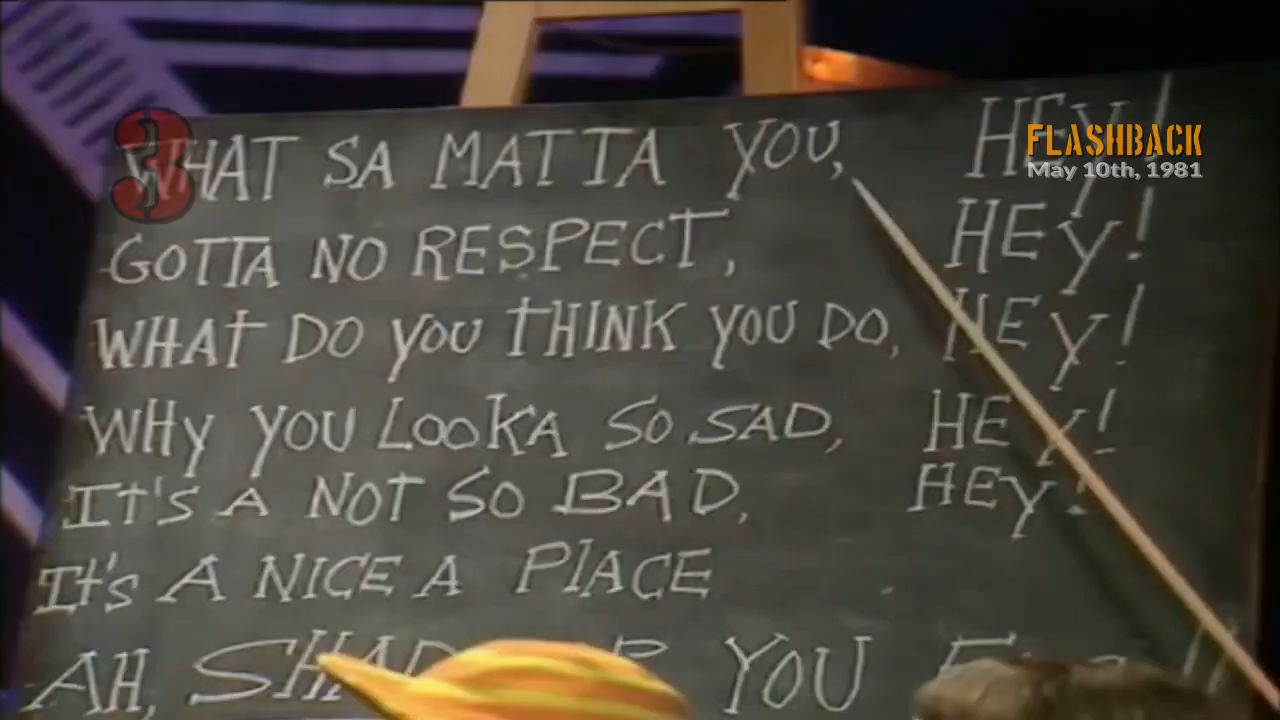 3
FLASHBACK
May 10th, 1981
WHAT SA MATTA YOU, HEY!
GOTTA NO RESPECT, HEY!
WHAT DO YOU THINK YOU DO, HEY!
WHY YOU LOOKA SO SAD, HEY!
IT'S A NOT SO BAD, HEY!
IT'S A NICE A PLACE
AH, YOU